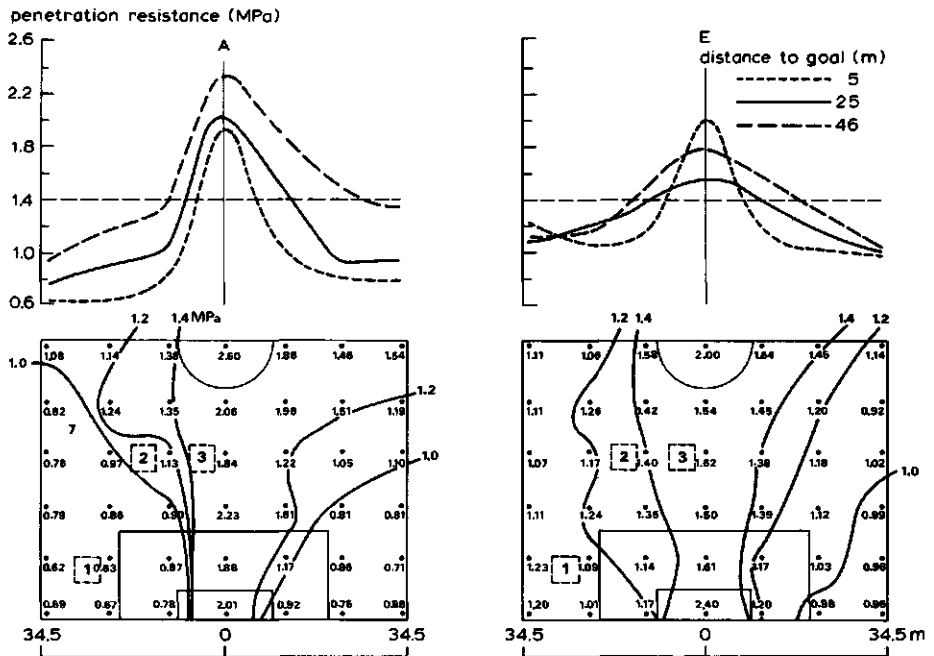 penetration resistance (MPa)
2.6
2.2
1.8
1.4
1.0
0.6
A
E
distance to goal (m)
5
25
46
1.2
1.4 MPa
1.0
1.08 1.14 1.38 2.60 1.86 1.46 1.54
0.82 1.24 1.35 2.06 1.98 1.51 1.19
1.2
7
0.76 0.97 2 1.13 3 1.84 1.22 1.05 1.10
1.0
0.78 0.86 0.90 2.23 1.81 0.81 0.81
0.62 1 0.83 0.87 1.88 1.17 0.86 0.71
0.69 0.67 0.78 2.01 0.92 0.75 0.88
34.5 0 34.5
1.2 1.4 1.4 1.2
1.11 1.06 1.58 2.00 1.64 1.45 1.14
1.11 1.26 1.42 1.54 1.45 1.20 0.92
1.07 1.17 2 1.40 3 1.62 1.38 1.18 1.02
1.0
1.11 1.24 1.36 1.50 1.39 1.12 0.99
1.23 1 1.09 1.14 1.61 1.17 1.03 0.96
1.20 1.01 1.17 2.40 1.20 0.98 0.96
0 34.5 m